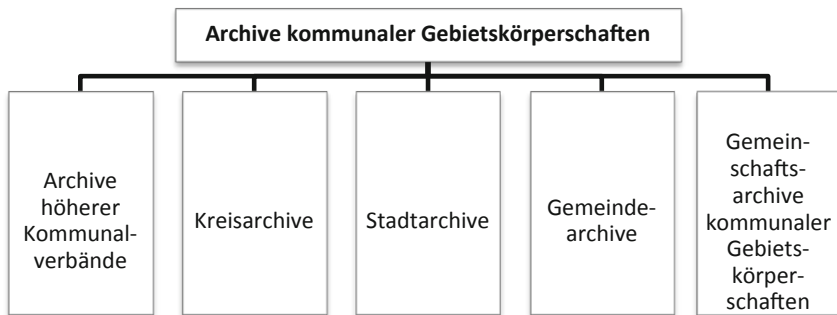 Archive kommunaler Gebietskörperschaften
Archive
höherer
Kommunal-
verbände
Kreisarchive
Stadtarchive
Gemeinde-
archive
Gemein-
schafts-
archive
kommunaler
Gebiets-
körper-
schaften